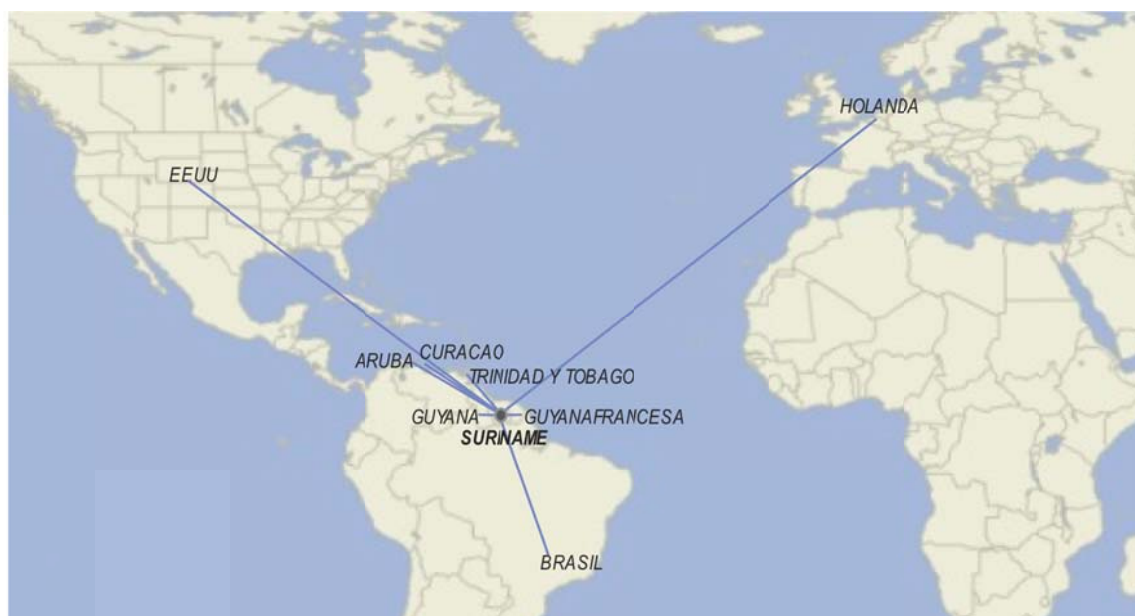 HOLANDA
EEUU
CURACAO
ARUBA
TRINIDAD Y TOBAGO
GUYANA
GUYANAFRANCESA
SURINAME
BRASIL